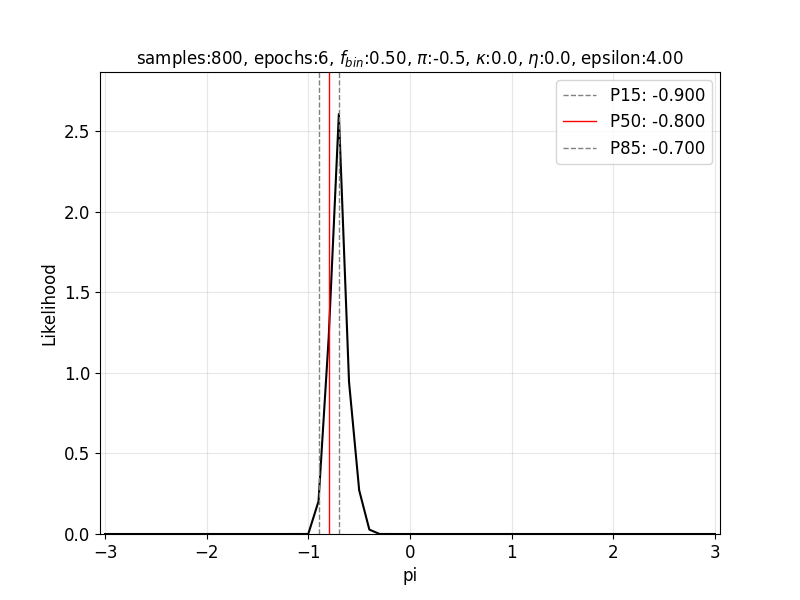 samples:800, epochs:6, f_bin:0.50, π:-0.5, κ:0.0, η:0.0, epsilon:4.00
P15: -0.900
P50: -0.800
P85: -0.700
2.5
2.0
1.5
1.0
0.5
0.0
Likelihood
−3 −2 −1 0 1 2 3
pi